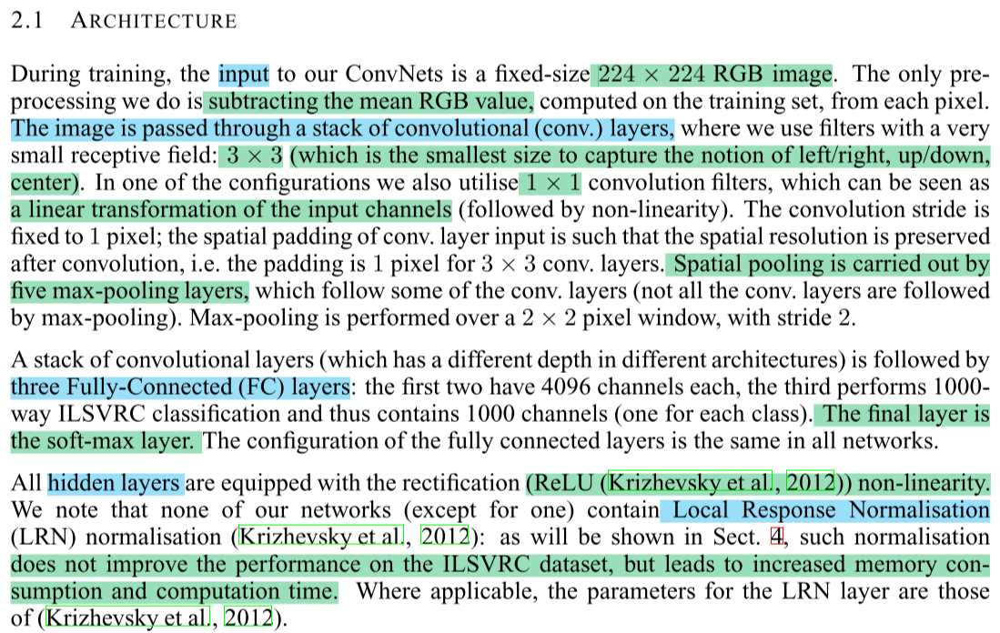 2.1 ARCHITECTURE
During training, the input to our ConvNets is a fixed-size 224 × 224 RGB image. The only pre-
processing we do is subtracting the mean RGB value, computed on the training set, from each pixel.
The image is passed through a stack of convolutional (conv.) layers, where we use filters with a very
small receptive field: 3 × 3 (which is the smallest size to capture the notion of left/right, up/down,
center). In one of the configurations we also utilise 1 × 1 convolution filters, which can be seen as
a linear transformation of the input channels (followed by non-linearity). The convolution stride is
fixed to 1 pixel; the spatial padding of conv. layer input is such that the spatial resolution is preserved
after convolution, i.e. the padding is 1 pixel for 3 × 3 conv. layers. Spatial pooling is carried out by
five max-pooling layers, which follow some of the conv. layers (not all the conv. layers are followed
by max-pooling). Max-pooling is performed over a 2 × 2 pixel window, with stride 2.
A stack of convolutional layers (which has a different depth in different architectures) is followed by
three Fully-Connected (FC) layers: the first two have 4096 channels each, the third performs 1000-
way ILSVRC classification and thus contains 1000 channels (one for each class). The final layer is
the soft-max layer. The configuration of the fully connected layers is the same in all networks.
All hidden layers are equipped with the rectification (ReLU (Krizhevsky et al., 2012)) non-linearity.
We note that none of our networks (except for one) contain Local Response Normalisation
(LRN) normalisation (Krizhevsky et al., 2012): as will be shown in Sect. 4, such normalisation
does not improve the performance on the ILSVRC dataset, but leads to increased memory con-
sumption and computation time. Where applicable, the parameters for the LRN layer are those
of (Krizhevsky et al., 2012).